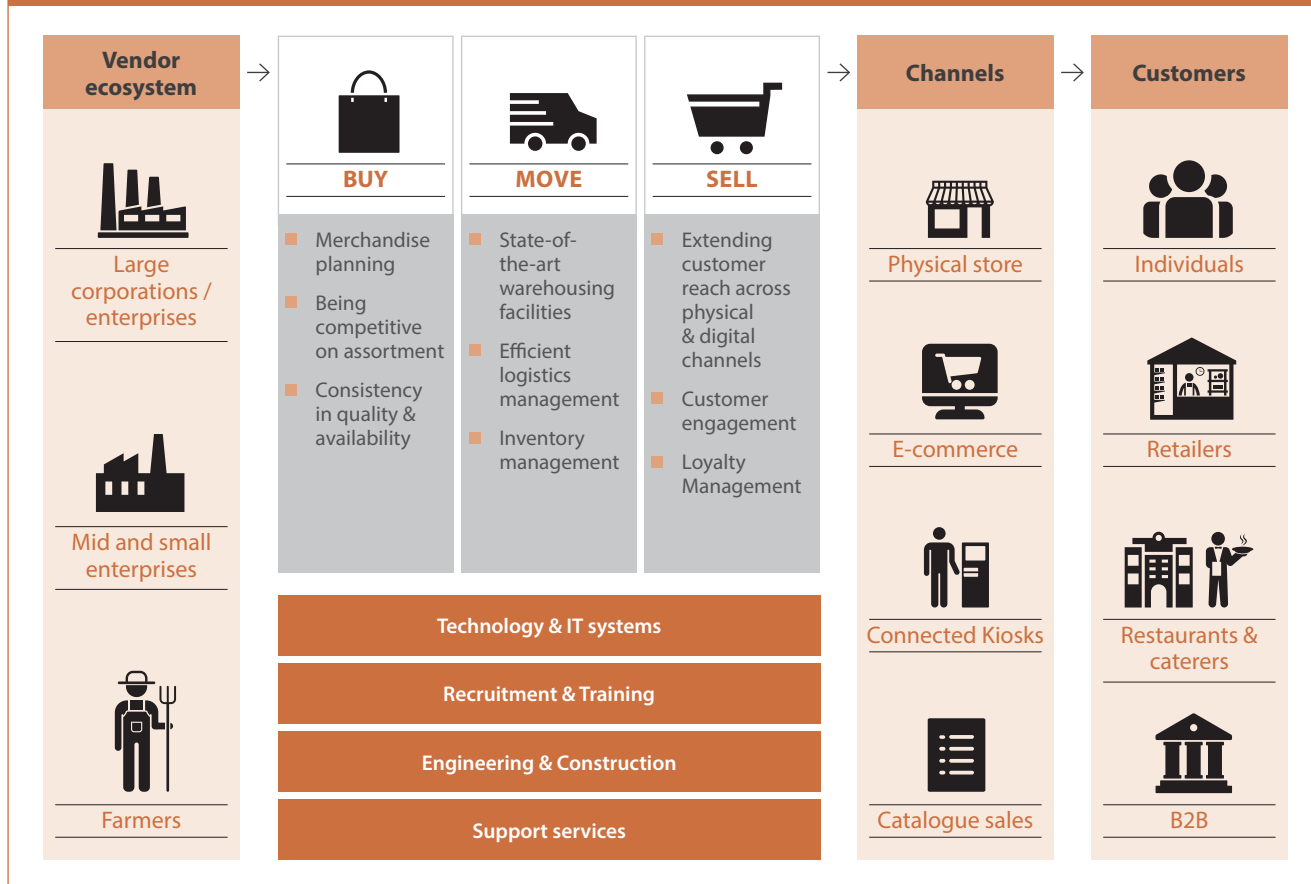 Vendor
ecosystem
Large
corporations /
enterprises
Mid and small
enterprises
Farmers
BUY
Merchandise
planning
Being
competitive
on assortment
Consistency
in quality &
availability
MOVE
State-of-
the-art
warehousing
facilities
Efficient
logistics
management
Inventory
management
SELL
Extending
customer
reach across
physical
& digital
channels
Customer
engagement
Loyalty
Management
Technology & IT systems
Recruitment & Training
Engineering & Construction
Support services
Channels
Physical store
E-commerce
Connected Kiosks
Catalogue sales
Customers
Individuals
Retailers
Restaurants &
caterers
B2B